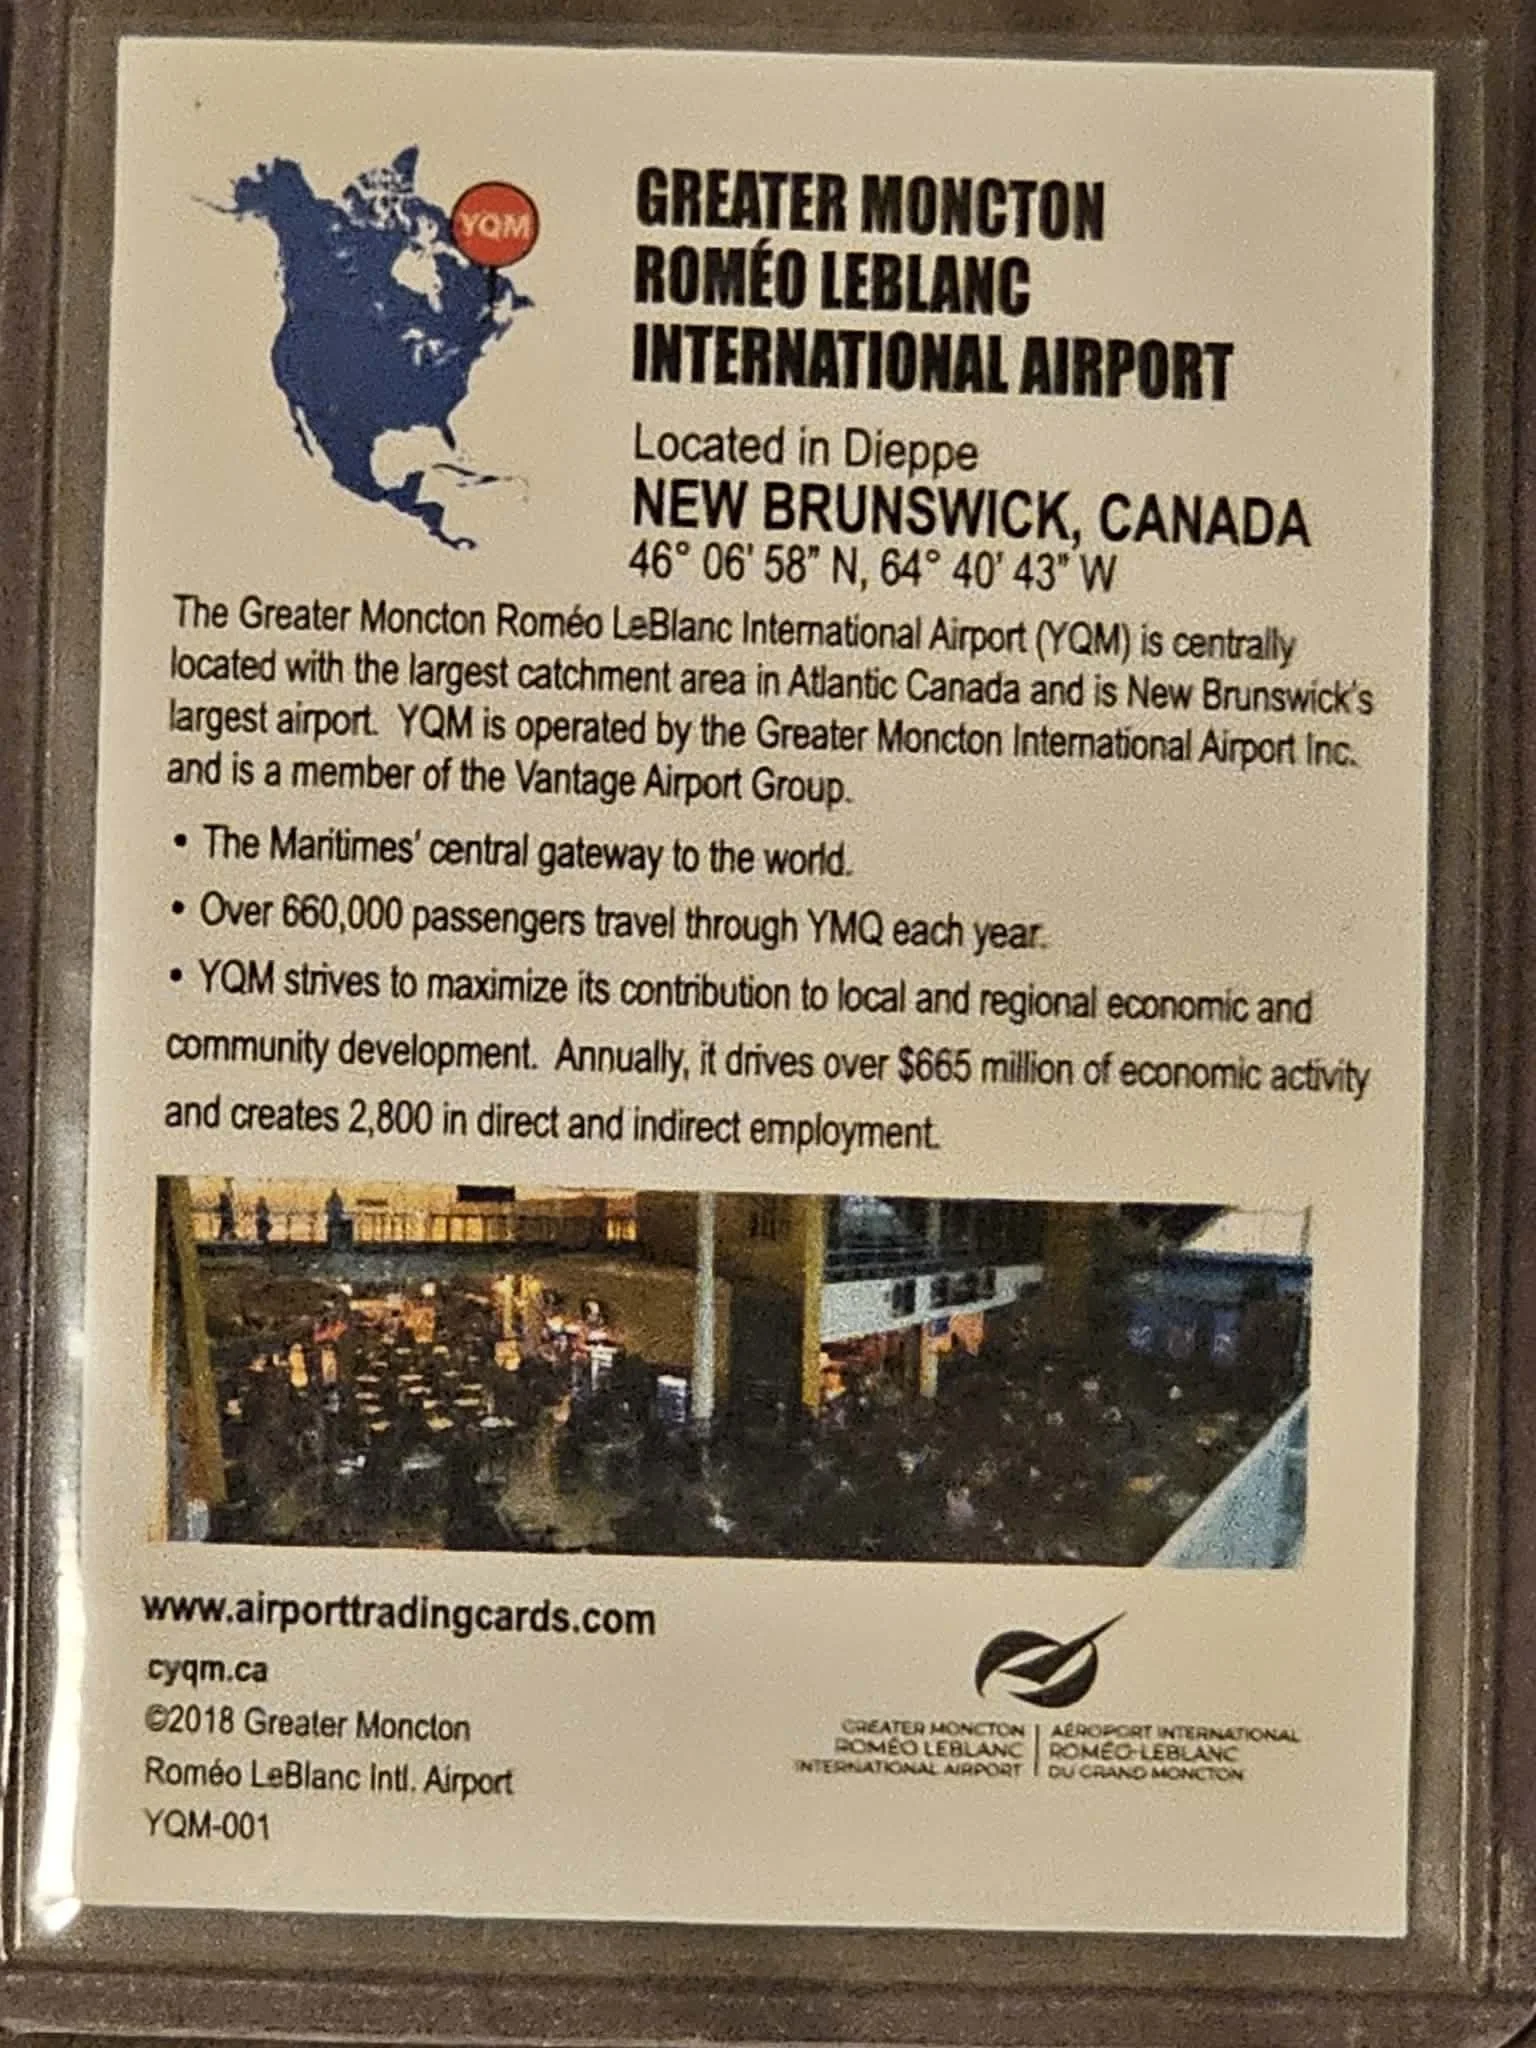 YQM
GREATER MONCTON
ROMÉO LEBLANC
INTERNATIONAL AIRPORT
Located in Dieppe
NEW BRUNSWICK, CANADA
46° 06' 58" N, 64° 40' 43" W
The Greater Moncton Roméo LeBlanc International Airport (YQM) is centrally
located with the largest catchment area in Atlantic Canada and is New Brunswick's
largest airport. YQM is operated by the Greater Moncton International Airport Inc.
and is a member of the Vantage Airport Group.
• The Maritimes' central gateway to the world.
• Over 660,000 passengers travel through YMQ each year.
• YQM strives to maximize its contribution to local and regional economic and
community development. Annually, it drives over $665 million of economic activity
and creates 2,800 in direct and indirect employment.
www.airporttradingcards.com
cyqm.ca
©2018 Greater Moncton
Roméo LeBlanc Intl. Airport
YQM-001
GREATER MONCTON
ROMÉO LEBLANC
INTERNATIONAL AIRPORT
AÉROPORT INTERNATIONAL
ROMÉO-LEBLANC
DU GRAND MONCTON